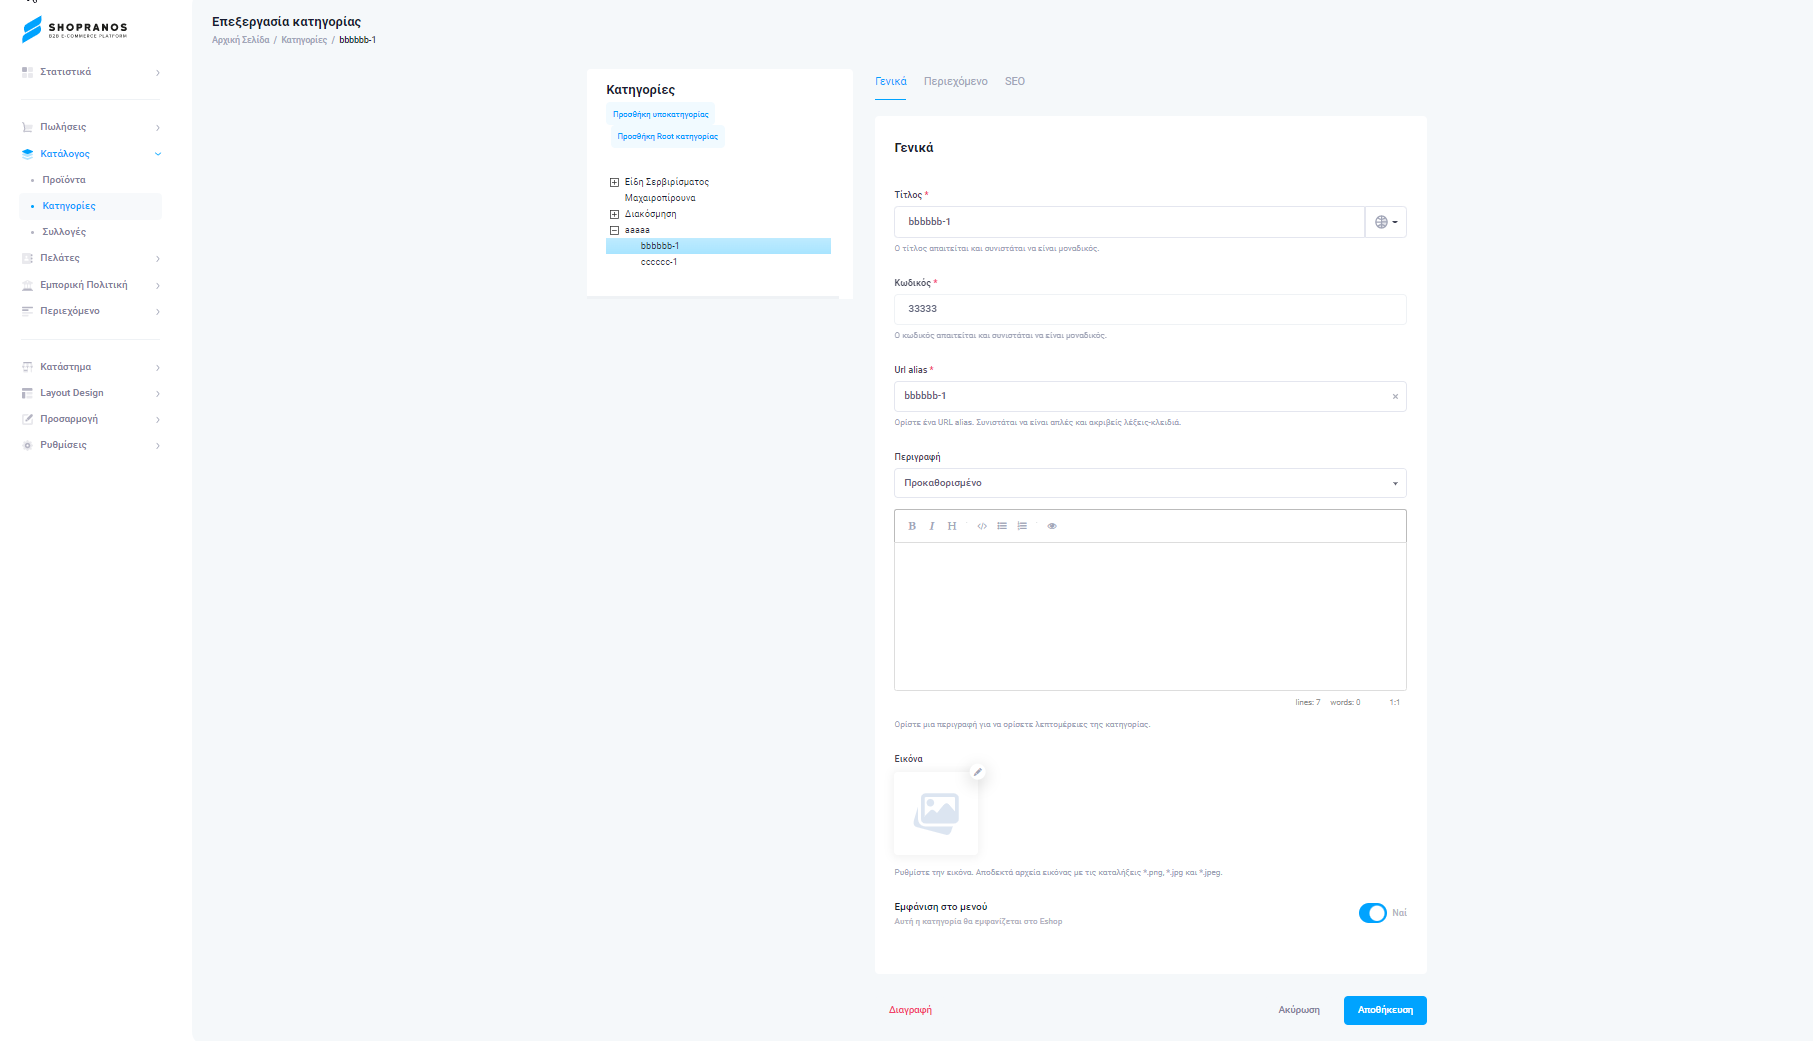 SHOPRANOS
B2B E-COMMERCE PLATFORM
Στατιστικά
Πωλήσεις
Κατάλογος
Προϊόντα
Κατηγορίες
Συλλογές
Πελάτες
Εμπορική Πολιτική
Περιεχόμενο
Κατάστημα
Layout Design
Προσαρμογή
Ρυθμίσεις
Επεξεργασία κατηγορίας
Αρχική Σελίδα / Κατηγορίες / bbbbbb-1
Κατηγορίες
Προσθήκη υποκατηγορίας
Προσθήκη Root κατηγορίας
Είδη Σερβιρίσματος
Μαχαιροπίρουνα
Διακόσμηση
aaaaa
bbbbbb-1
cccccc-1
Γενικά Περιεχόμενο SEO
Γενικά
Τίτλος *
bbbbbb-1
Ο τίτλος απαιτείται και συνιστάται να είναι μοναδικός.
Κωδικός *
33333
Ο κωδικός απαιτείται και συνιστάται να είναι μοναδικός.
Url alias *
bbbbbb-1 ×
Ορίστε ένα URL alias. Συνιστάται να είναι απλές και ακριβείς λέξεις-κλειδιά.
Περιγραφή
Προκαθορισμένο
B I H
lines: 7 words: 0 1:1
Ορίστε μια περιγραφή για να ορίσετε λεπτομέρειες της κατηγορίας.
Εικόνα
Ρυθμίστε την εικόνα. Αποδεκτά αρχεία εικόνας με τις καταλήξεις *.png, *.jpg και *.jpeg.
Εμφάνιση στο μενού
Ναί
Αυτή η κατηγορία θα εμφανίζεται στο Eshop
Διαγραφή Ακύρωση Αποθήκευση